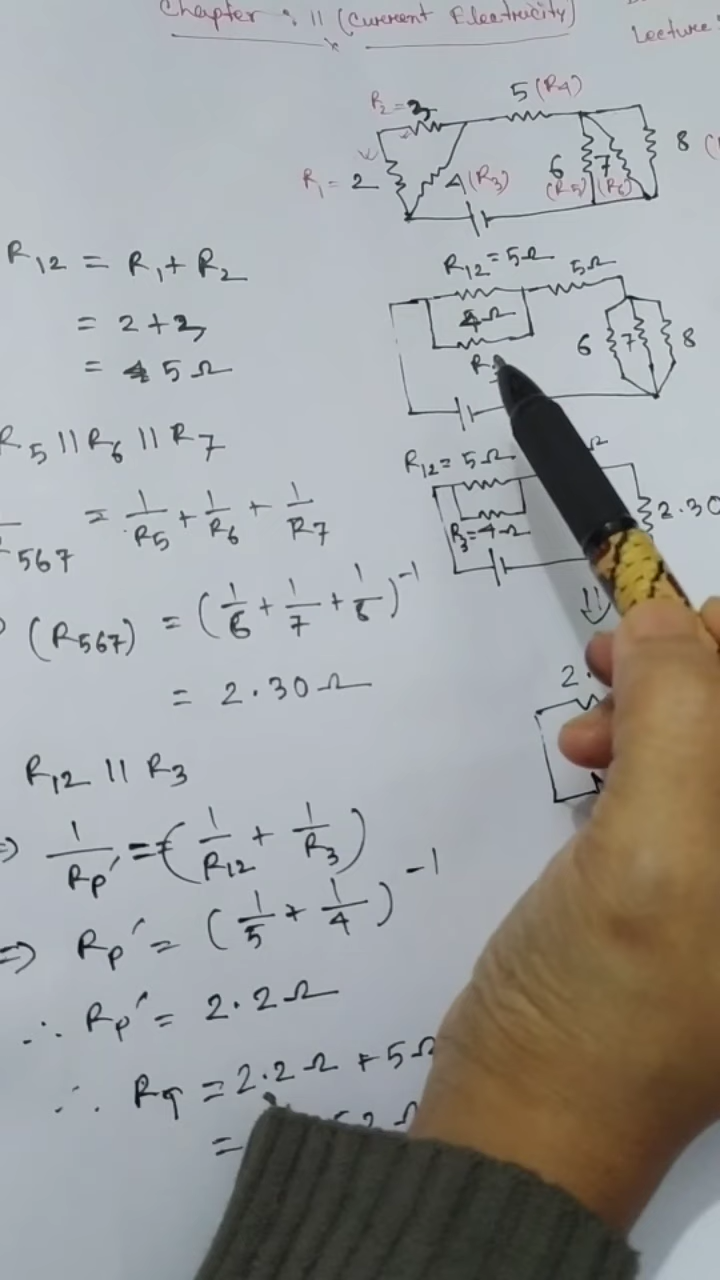 Chapter : 11 (Current Electricity)
Lecture
R₂ = 3
5 (R4)
R₁ = 2
4 (R3)
6 (R5)
7 (R6)
8
R12 = R₁ + R₂
= 2 + 3
= 5 Ω
R12 = 5Ω
5Ω
4Ω
6
7
8
R5 || R6 || R7
= 1/R5 + 1/R6 + 1/R7
R12 = 5Ω
R3 = 4Ω
2.30
(R567) = (1/6 + 1/7 + 1/8)⁻¹
= 2.30 Ω
2.
R12 || R3
⇒ 1/Rp' = (1/R12 + 1/R3)
⇒ Rp' = (1/5 + 1/4)⁻¹
∴ Rp' = 2.2 Ω
∴ = 2.2 Ω + 5Ω
=